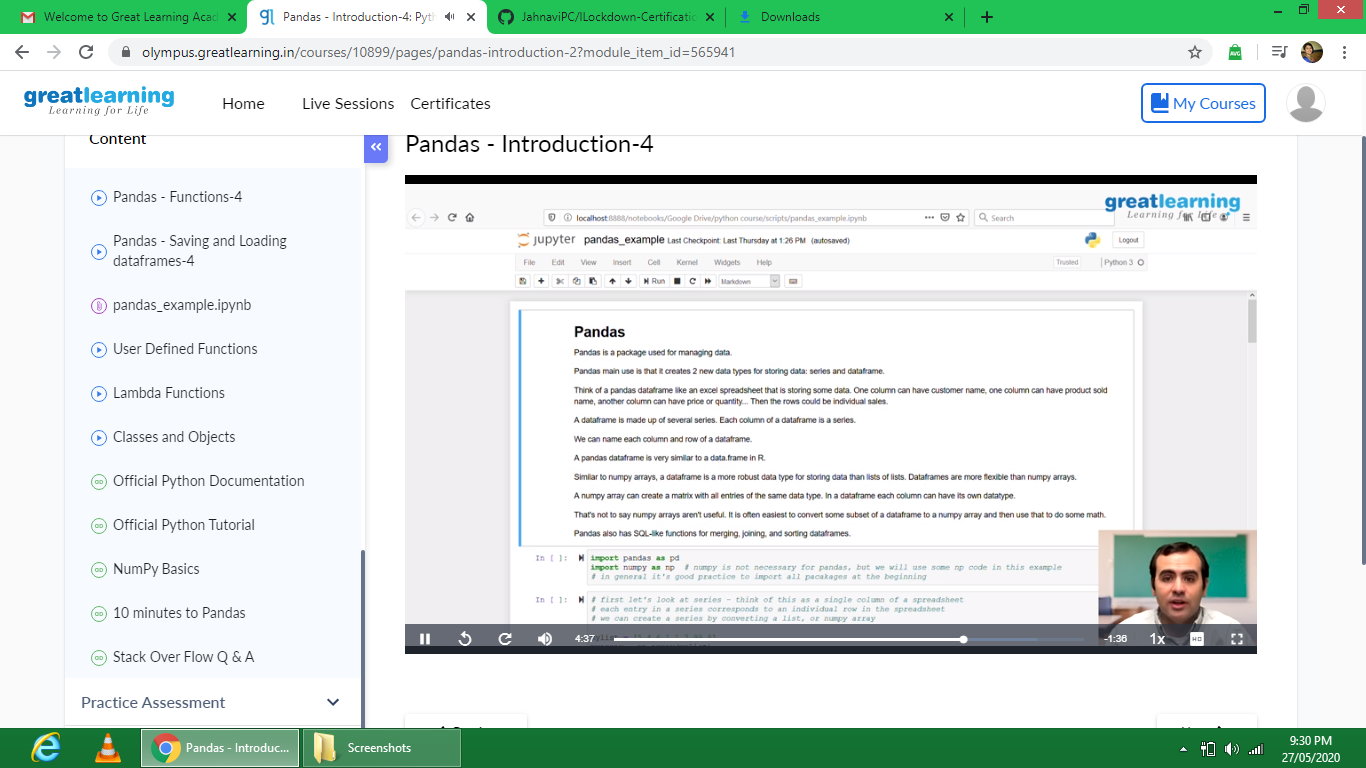 Welcome to Great Learning Acad
Pandas - Introduction-4: Pyth
JahnaviPC/ILockdown-Certificatio
Downloads
olympus.greatlearning.in/courses/10899/pages/pandas-introduction-2?module_item_id=565941
greatlearning
Learning for Life
Home
Live Sessions
Certificates
My Courses
Content
Pandas - Functions-4
Pandas - Saving and Loading
dataframes-4
pandas_example.ipynb
User Defined Functions
Lambda Functions
Classes and Objects
Official Python Documentation
Official Python Tutorial
NumPy Basics
10 minutes to Pandas
Stack Over Flow Q & A
Practice Assessment
Pandas - Introduction-4
localhost:8888/notebooks/Google Drive/python course/scripts/pandas_example.ipynb
Search
greatlearning
Learning for Life
jupyter pandas_example Last Checkpoint: Last Thursday at 1:26 PM (autosaved)
Logout
File Edit View Insert Cell Kernel Widgets Help
Trusted
Python 3
Run
Markdown
Pandas
Pandas is a package used for managing data.
Pandas main use is that it creates 2 new data types for storing data: series and dataframe.
Think of a pandas dataframe like an excel spreadsheet that is storing some data. One column can have customer name, one column can have product sold
name, another column can have price or quantity... Then the rows could be individual sales.
A dataframe is made up of several series. Each column of a dataframe is a series.
We can name each column and row of a dataframe.
A pandas dataframe is very similar to a data.frame in R.
Similar to numpy arrays, a dataframe is a more robust data type for storing data than lists of lists. Dataframes are more flexible than numpy arrays.
A numpy array can create a matrix with all entries of the same data type. In a dataframe each column can have its own datatype.
That's not to say numpy arrays aren't useful. It is often easiest to convert some subset of a dataframe to a numpy array and then use that to do some math.
Pandas also has SQL-like functions for merging, joining, and sorting dataframes.
In [ ]: import pandas as pd
import numpy as np # numpy is not necessary for pandas, but we will use some np code in this example
# in general it's good practice to import all pacakages at the beginning
In [ ]: # first let's look at series - think of this as a single column of a spreadsheet
# each entry in a series corresponds to an individual row in the spreadsheet
# we can create a series by converting a list, or numpy array
4:37
-1:36
1x
HD
Pandas - Introduc...
Screenshots
9:30 PM
27/05/2020